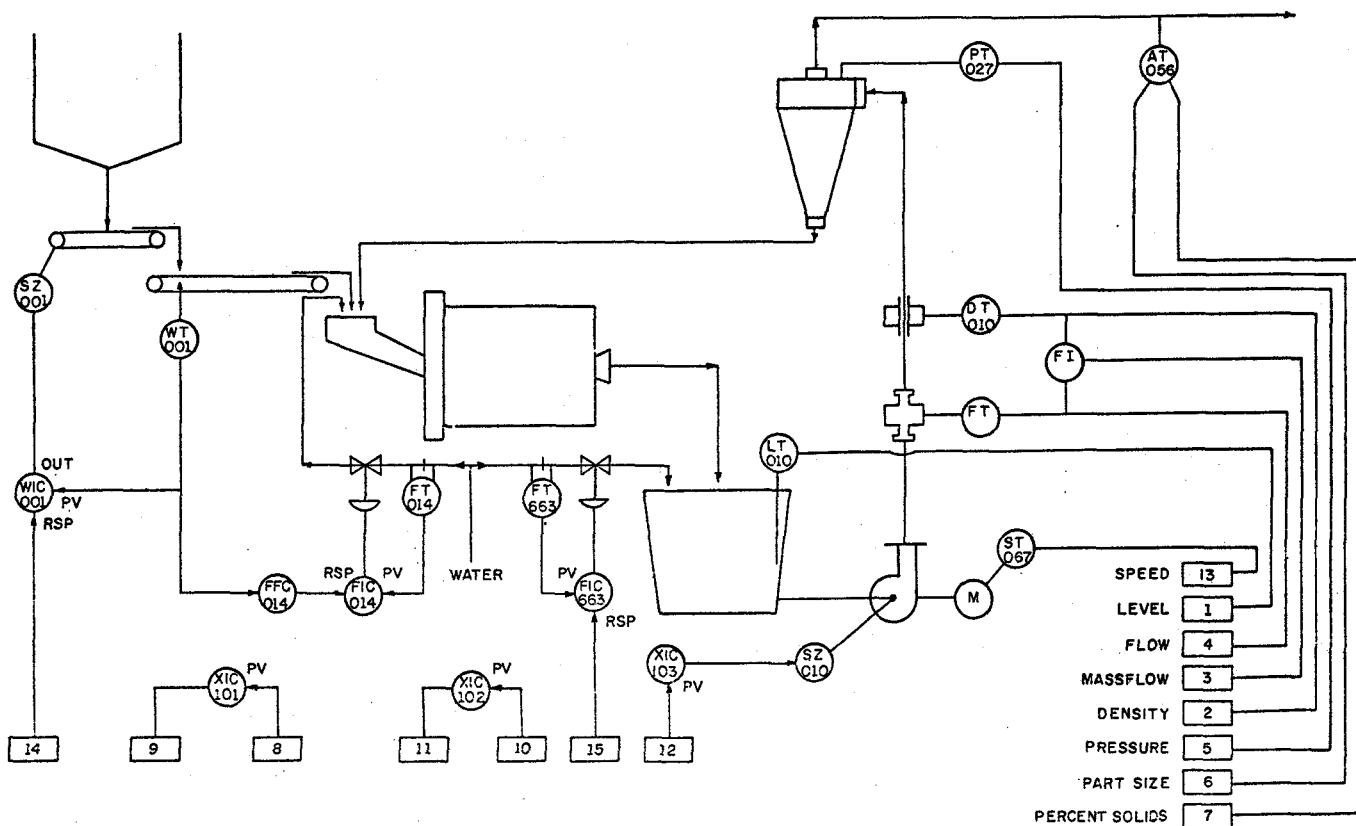 PT
027
AT
056
SZ
001
WT
001
DT
010
FI
FT
LT
010
OUT
WIC
001
PV
RSP
FT
014
FT
663
WATER
ST
067
FFC
014
RSP
FIC
014
PV
PV
FIC
663
RSP
M
XIC
103
PV
SZ
010
XIC
101
PV
XIC
102
PV
14
9
8
11
10
15
12
SPEED 13
LEVEL 1
FLOW 4
MASSFLOW 3
DENSITY 2
PRESSURE 5
PART SIZE 6
PERCENT SOLIDS 7